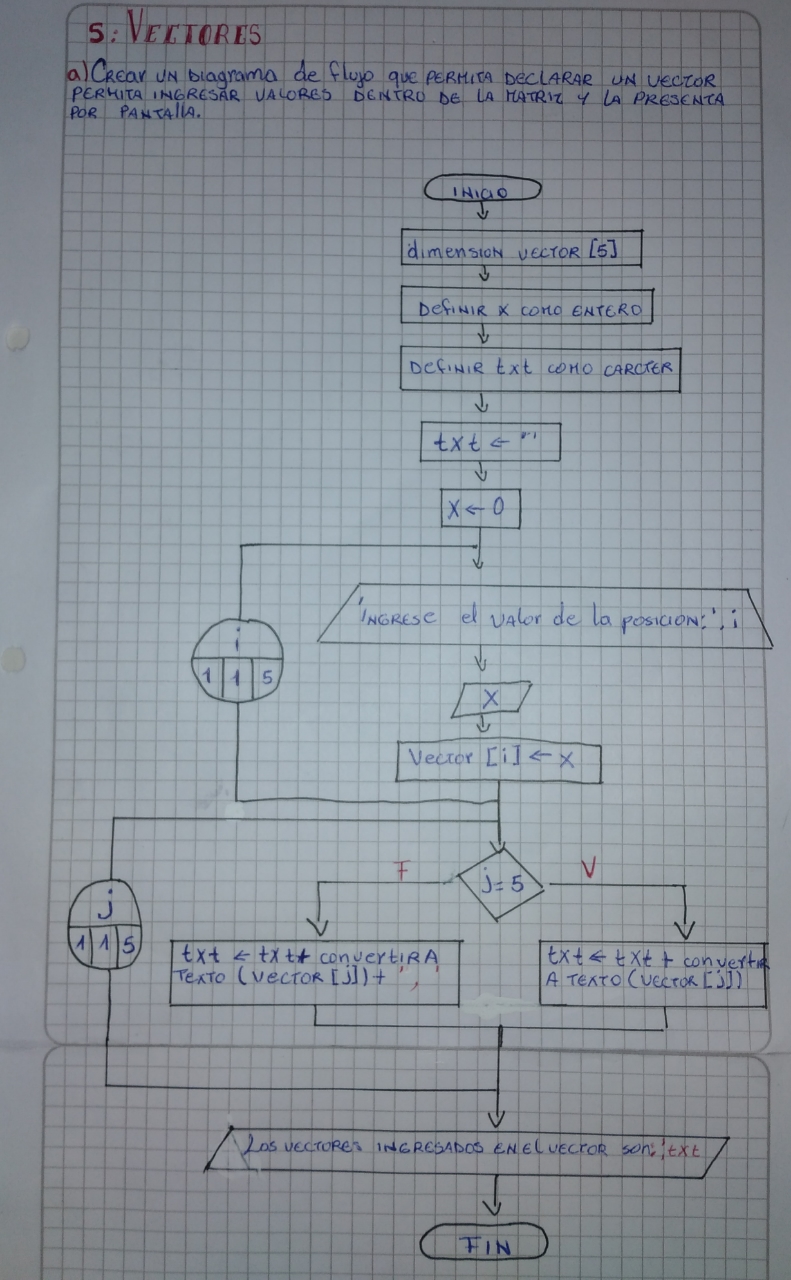 5: VECTORES
a) Crear UN Diagrama de flujo que PERMITA DECLARAR UN VECTOR
PERMITA INGRESAR VALORES DENTRO DE LA MATRIZ Y LA PRESENTA
POR PANTALLA.
INICIO
dimension VECTOR [5]
DEFINIR X COMO ENTERO
DEFINIR txt COMO CARCTER
txt ← ""
X ← 0
'INGRESE el VALOR de la POSICION:', i
i
1 1 5
X
Vector [i] ← X
F
j = 5
V
j
1 1 5
txt ← txt + convertIRA
TEXTO (VECTOR [j]) + ', '
txt ← txt + convertIR
A TEXTO (VECTOR [j])
LOS VECTORES INGRESADOS EN El VECTOR SON:',txt
FIN